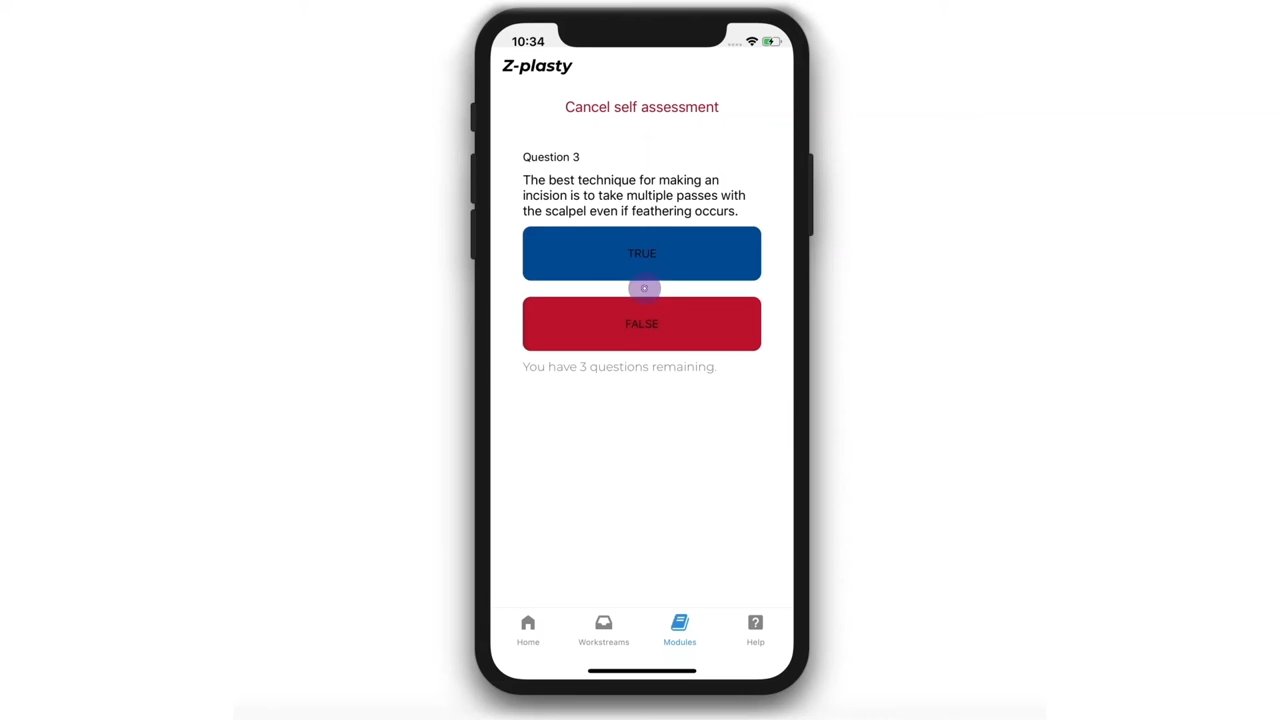 10:34
Z-plasty
Cancel self assessment
Question 3
The best technique for making an
incision is to take multiple passes with
the scalpel even if feathering occurs.
TRUE
FALSE
You have 3 questions remaining.
Home
Workstreams
Modules
Help